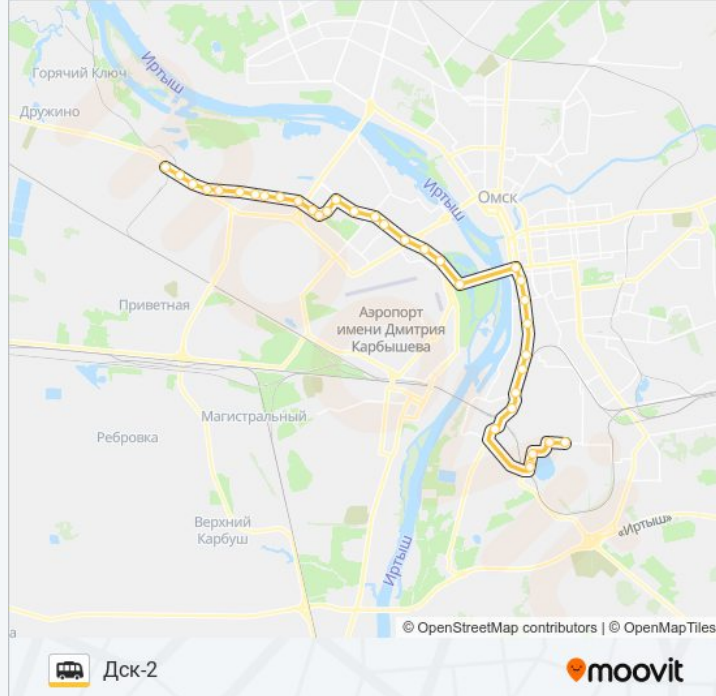 Горячий Ключ
Иртыш
Дружино
Иртыш
Омск
Приветная
Аэропорт
имени Дмитрия
Карбышева
Магистральный
Ребровка
Верхний
Карбуш
«Иртыш»
Иртыш
а
© OpenStreetMap contributors | © OpenMapTiles
Дск-2
moovit